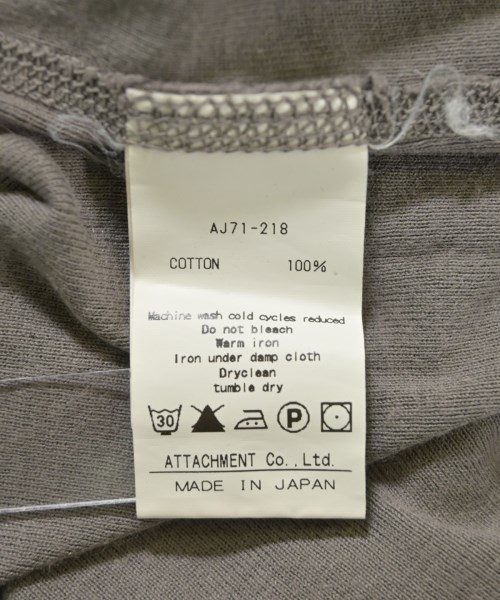 AJ71-218
COTTON 100%
Machine wash cold cycles reduced
Do not bleach
Warm iron
Iron under damp cloth
Dryclean
tumble dry
30 P
ATTACHMENT Co.,Ltd.
MADE IN JAPAN